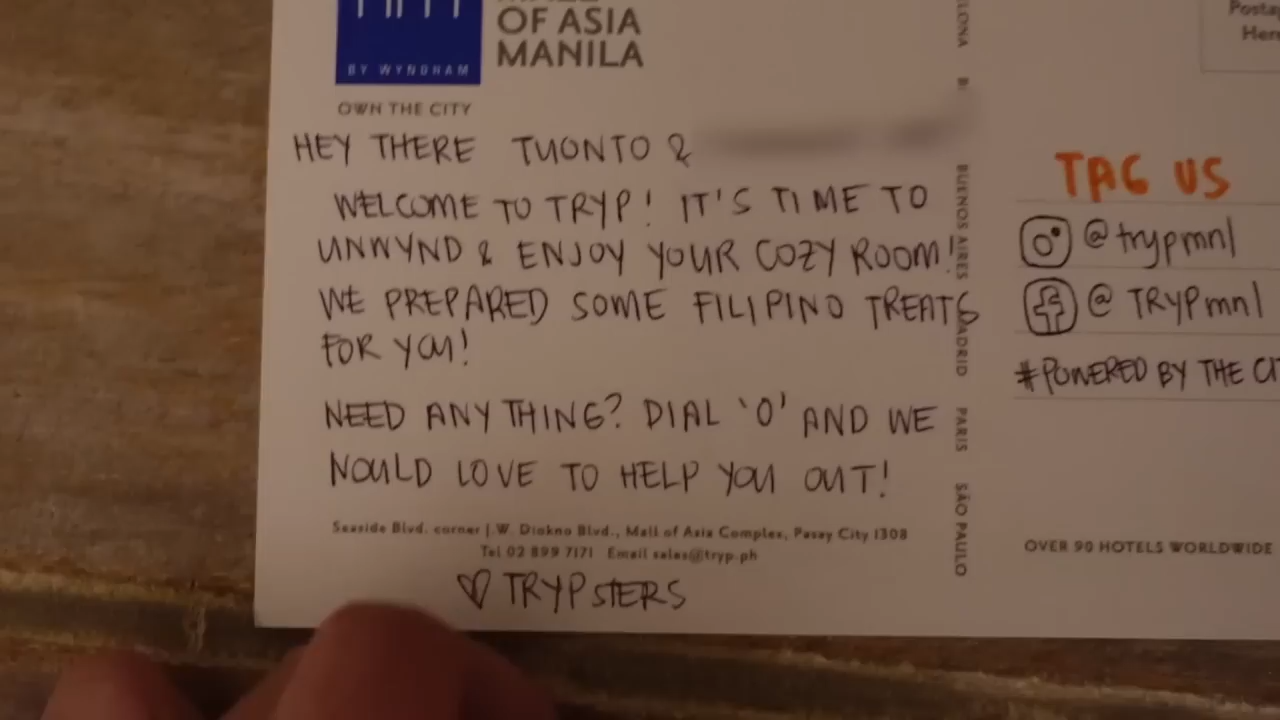 OF ASIA
MANILA
BY WYNDHAM
OWN THE CITY
HEY THERE TUONTO &
WELCOME TO TRYP! IT'S TIME TO
UNWYND & ENJOY YOUR COZY ROOM!
WE PREPARED SOME FILIPINO TREATS
FOR YOU!
NEED ANYTHING? DIAL '0' AND WE
WOULD LOVE TO HELP YOU OUT!
Seaside Blvd. corner J.W. Diokno Blvd., Mall of Asia Complex, Pasay City 1308
Tel 02 899 7171 Email sales@tryp.ph
♡ TRYPSTERS
BUENOS AIRES
MADRID
PARIS
SÃO PAULO
Here
TAG US
@trypmnl
@TRYPmnl
#POWERED BY THE
OVER 90 HOTELS WORLDWIDE